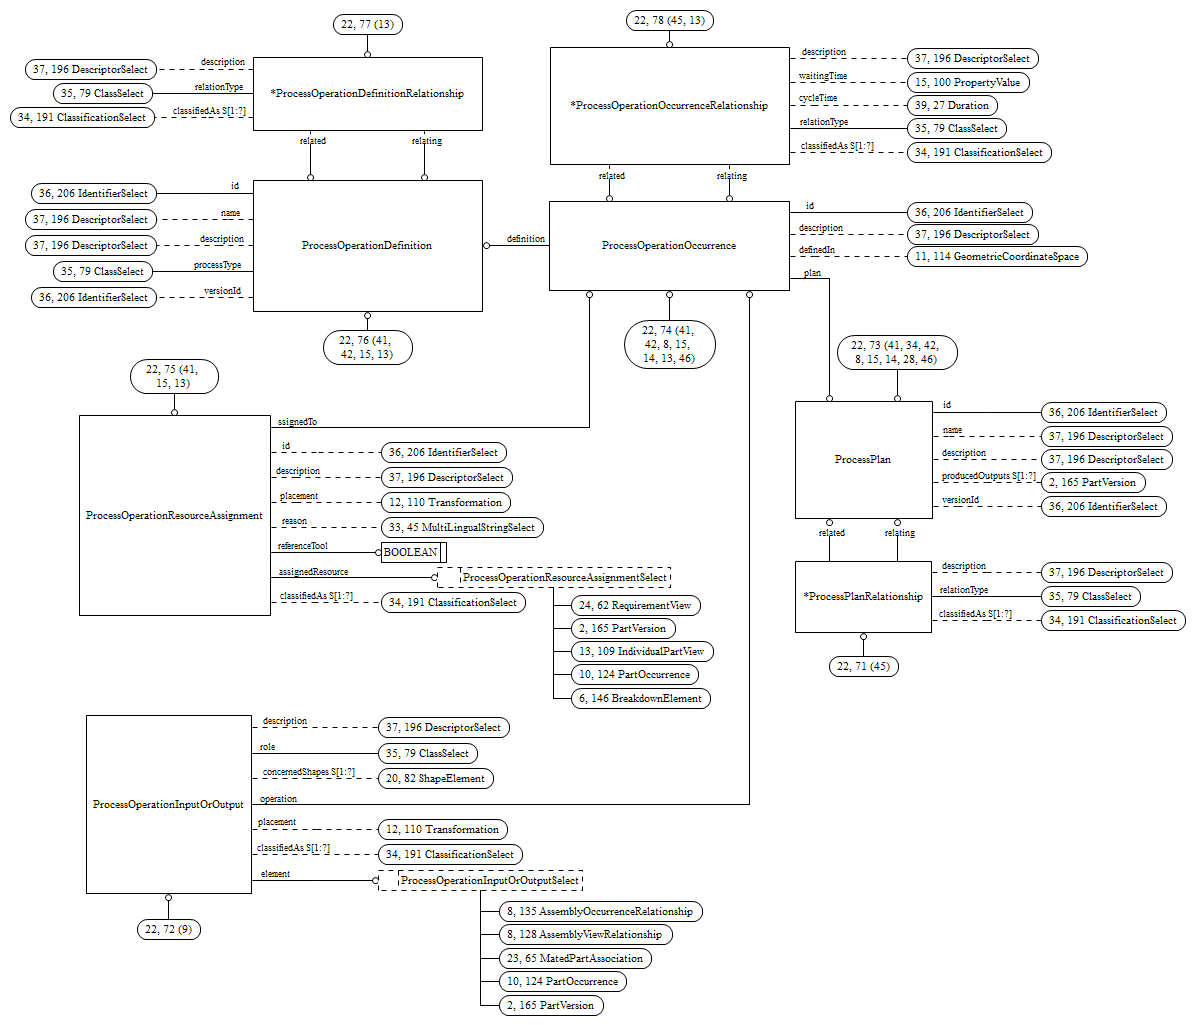 22, 77 (13)
37, 196 DescriptorSelect
description
35, 79 ClassSelect
relationType
34, 191 ClassificationSelect
classifiedAs S[1:?]
*ProcessOperationDefinitionRelationship
related
relating
36, 206 IdentifierSelect
id
37, 196 DescriptorSelect
name
37, 196 DescriptorSelect
description
35, 79 ClassSelect
processType
36, 206 IdentifierSelect
versionId
ProcessOperationDefinition
definition
22, 76 (41,
42, 15, 13)
22, 78 (45, 13)
*ProcessOperationOccurrenceRelationship
description
37, 196 DescriptorSelect
waitingTime
15, 100 PropertyValue
cycleTime
39, 27 Duration
relationType
35, 79 ClassSelect
classifiedAs S[1:?]
34, 191 ClassificationSelect
related
relating
ProcessOperationOccurrence
id
36, 206 IdentifierSelect
description
37, 196 DescriptorSelect
definedIn
11, 114 GeometricCoordinateSpace
plan
22, 74 (41,
42, 8, 15,
14, 13, 46)
22, 73 (41, 34, 42,
8, 15, 14, 28, 46)
ProcessPlan
id
36, 206 IdentifierSelect
name
37, 196 DescriptorSelect
description
37, 196 DescriptorSelect
producedOutputs S[1:?]
2, 165 PartVersion
versionId
36, 206 IdentifierSelect
related
relating
*ProcessPlanRelationship
description
37, 196 DescriptorSelect
relationType
35, 79 ClassSelect
classifiedAs S[1:?]
34, 191 ClassificationSelect
22, 71 (45)
22, 75 (41,
15, 13)
ProcessOperationResourceAssignment
ssignedTo
id
36, 206 IdentifierSelect
description
37, 196 DescriptorSelect
placement
12, 110 Transformation
reason
33, 45 MultiLingualStringSelect
referenceTool
BOOLEAN
assignedResource
ProcessOperationResourceAssignmentSelect
classifiedAs S[1:?]
34, 191 ClassificationSelect
24, 62 RequirementView
2, 165 PartVersion
13, 109 IndividualPartView
10, 124 PartOccurrence
6, 146 BreakdownElement
ProcessOperationInputOrOutput
description
37, 196 DescriptorSelect
role
35, 79 ClassSelect
concernedShapes S[1:?]
20, 82 ShapeElement
operation
placement
12, 110 Transformation
classifiedAs S[1:?]
34, 191 ClassificationSelect
element
ProcessOperationInputOrOutputSelect
22, 72 (9)
8, 135 AssemblyOccurrenceRelationship
8, 128 AssemblyViewRelationship
23, 65 MatedPartAssociation
10, 124 PartOccurrence
2, 165 PartVersion